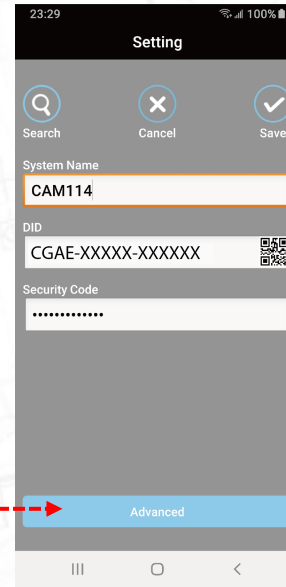 23:29 100%
Setting
Search Cancel Save
System Name
CAM114
DID
CGAE-XXXXX-XXXXXX
Security Code
•••••••••••••
Advanced